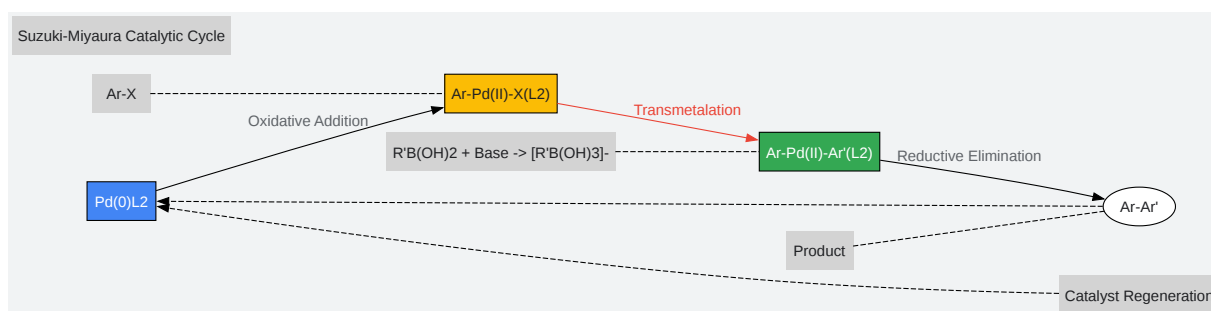 Suzuki-Miyaura Catalytic Cycle
Ar-X
Ar-Pd(II)-X(L2)
Oxidative Addition
Transmetalation
R'B(OH)2 + Base -> [R'B(OH)3]-
Ar-Pd(II)-Ar'(L2)
Reductive Elimination
Pd(0)L2
Ar-Ar'
Product
Catalyst Regeneration